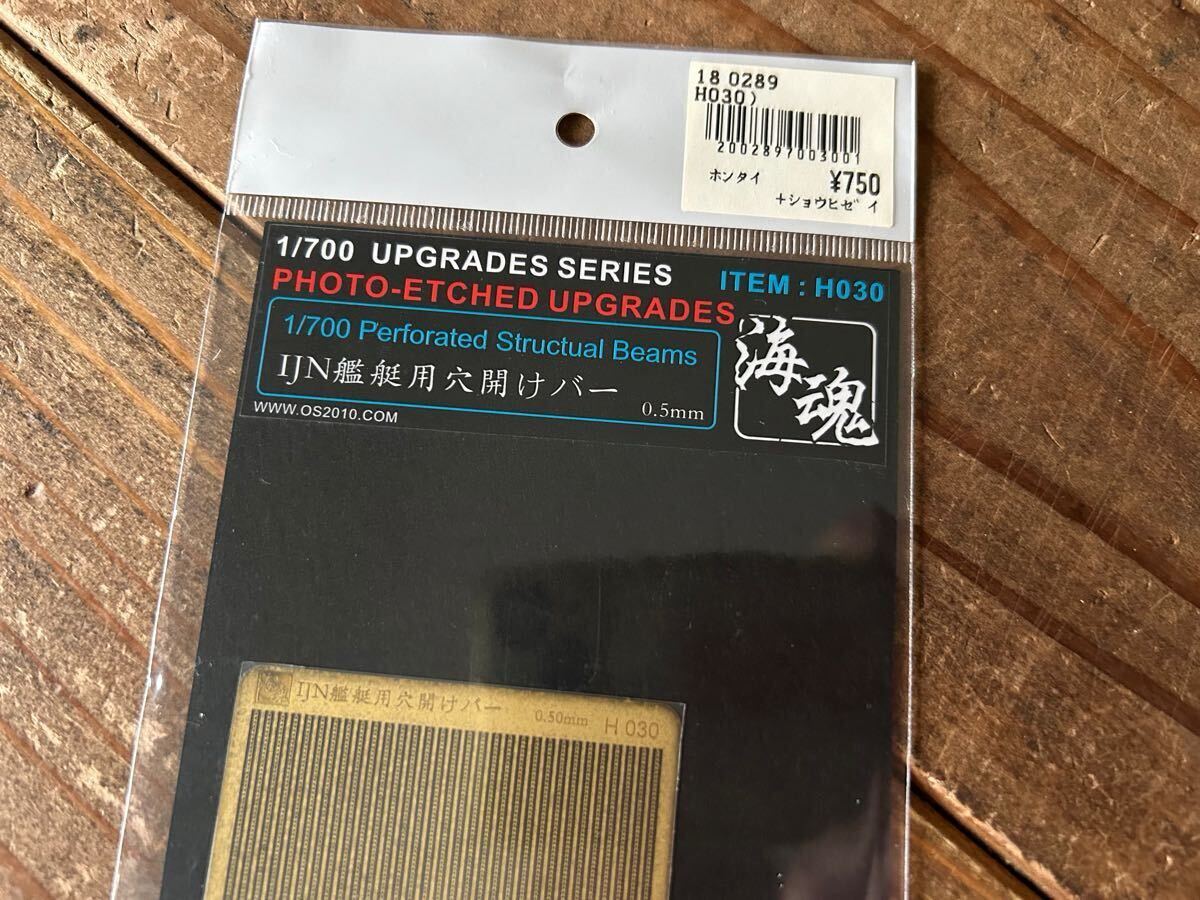 18 0289
H030)
2002897003001
ホンタイ ¥750
+ショウヒゼイ
1/700 UPGRADES SERIES
ITEM : H030
PHOTO-ETCHED UPGRADES
1/700 Perforated Structual Beams
IJN艦艇用穴開けバー
0.5mm
WWW.OS2010.COM
海魂
IJN艦艇用穴開けバー 0.50mm H 030